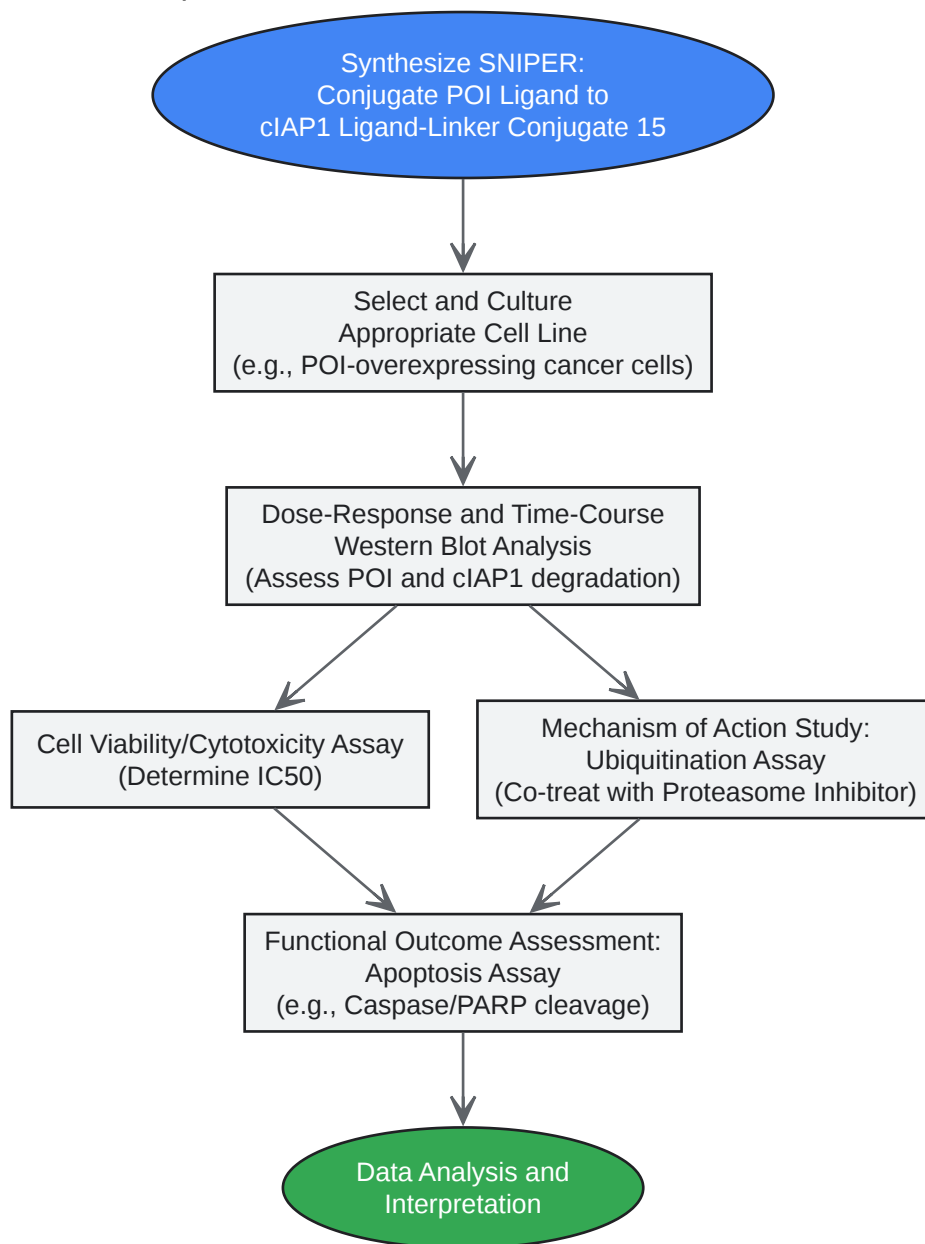 Synthesize SNIPER:
Conjugate POI Ligand to
cIAP1 Ligand-Linker Conjugate 15
Select and Culture
Appropriate Cell Line
(e.g., POI-overexpressing cancer cells)
Dose-Response and Time-Course
Western Blot Analysis
(Assess POI and cIAP1 degradation)
Cell Viability/Cytotoxicity Assay
(Determine IC50)
Mechanism of Action Study:
Ubiquitination Assay
(Co-treat with Proteasome Inhibitor)
Functional Outcome Assessment:
Apoptosis Assay
(e.g., Caspase/PARP cleavage)
Data Analysis and
Interpretation